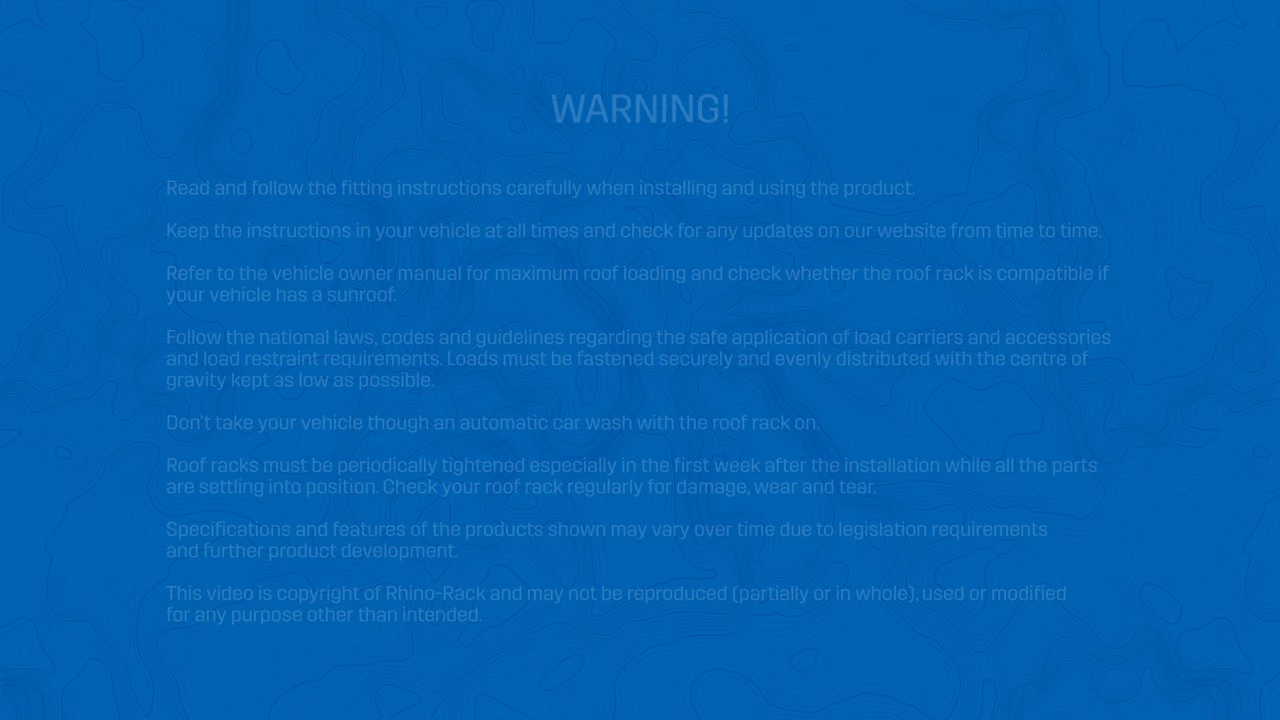 WARNING!
Read and follow the fitting instructions carefully when installing and using the product.
Keep the instructions in your vehicle at all times and check for any updates on our website from time to time.
Refer to the vehicle owner manual for maximum roof loading and check whether the roof rack is compatible if
your vehicle has a sunroof.
Follow the national laws, codes and guidelines regarding the safe application of load carriers and accessories
and load restraint requirements. Loads must be fastened securely and evenly distributed with the centre of
gravity kept as low as possible.
Don't take your vehicle though an automatic car wash with the roof rack on.
Roof racks must be periodically tightened especially in the first week after the installation while all the parts
are settling into position. Check your roof rack regularly for damage, wear and tear.
Specifications and features of the products shown may vary over time due to legislation requirements
and further product development.
This video is copyright of Rhino-Rack and may not be reproduced (partially or in whole), used or modified
for any purpose other than intended.